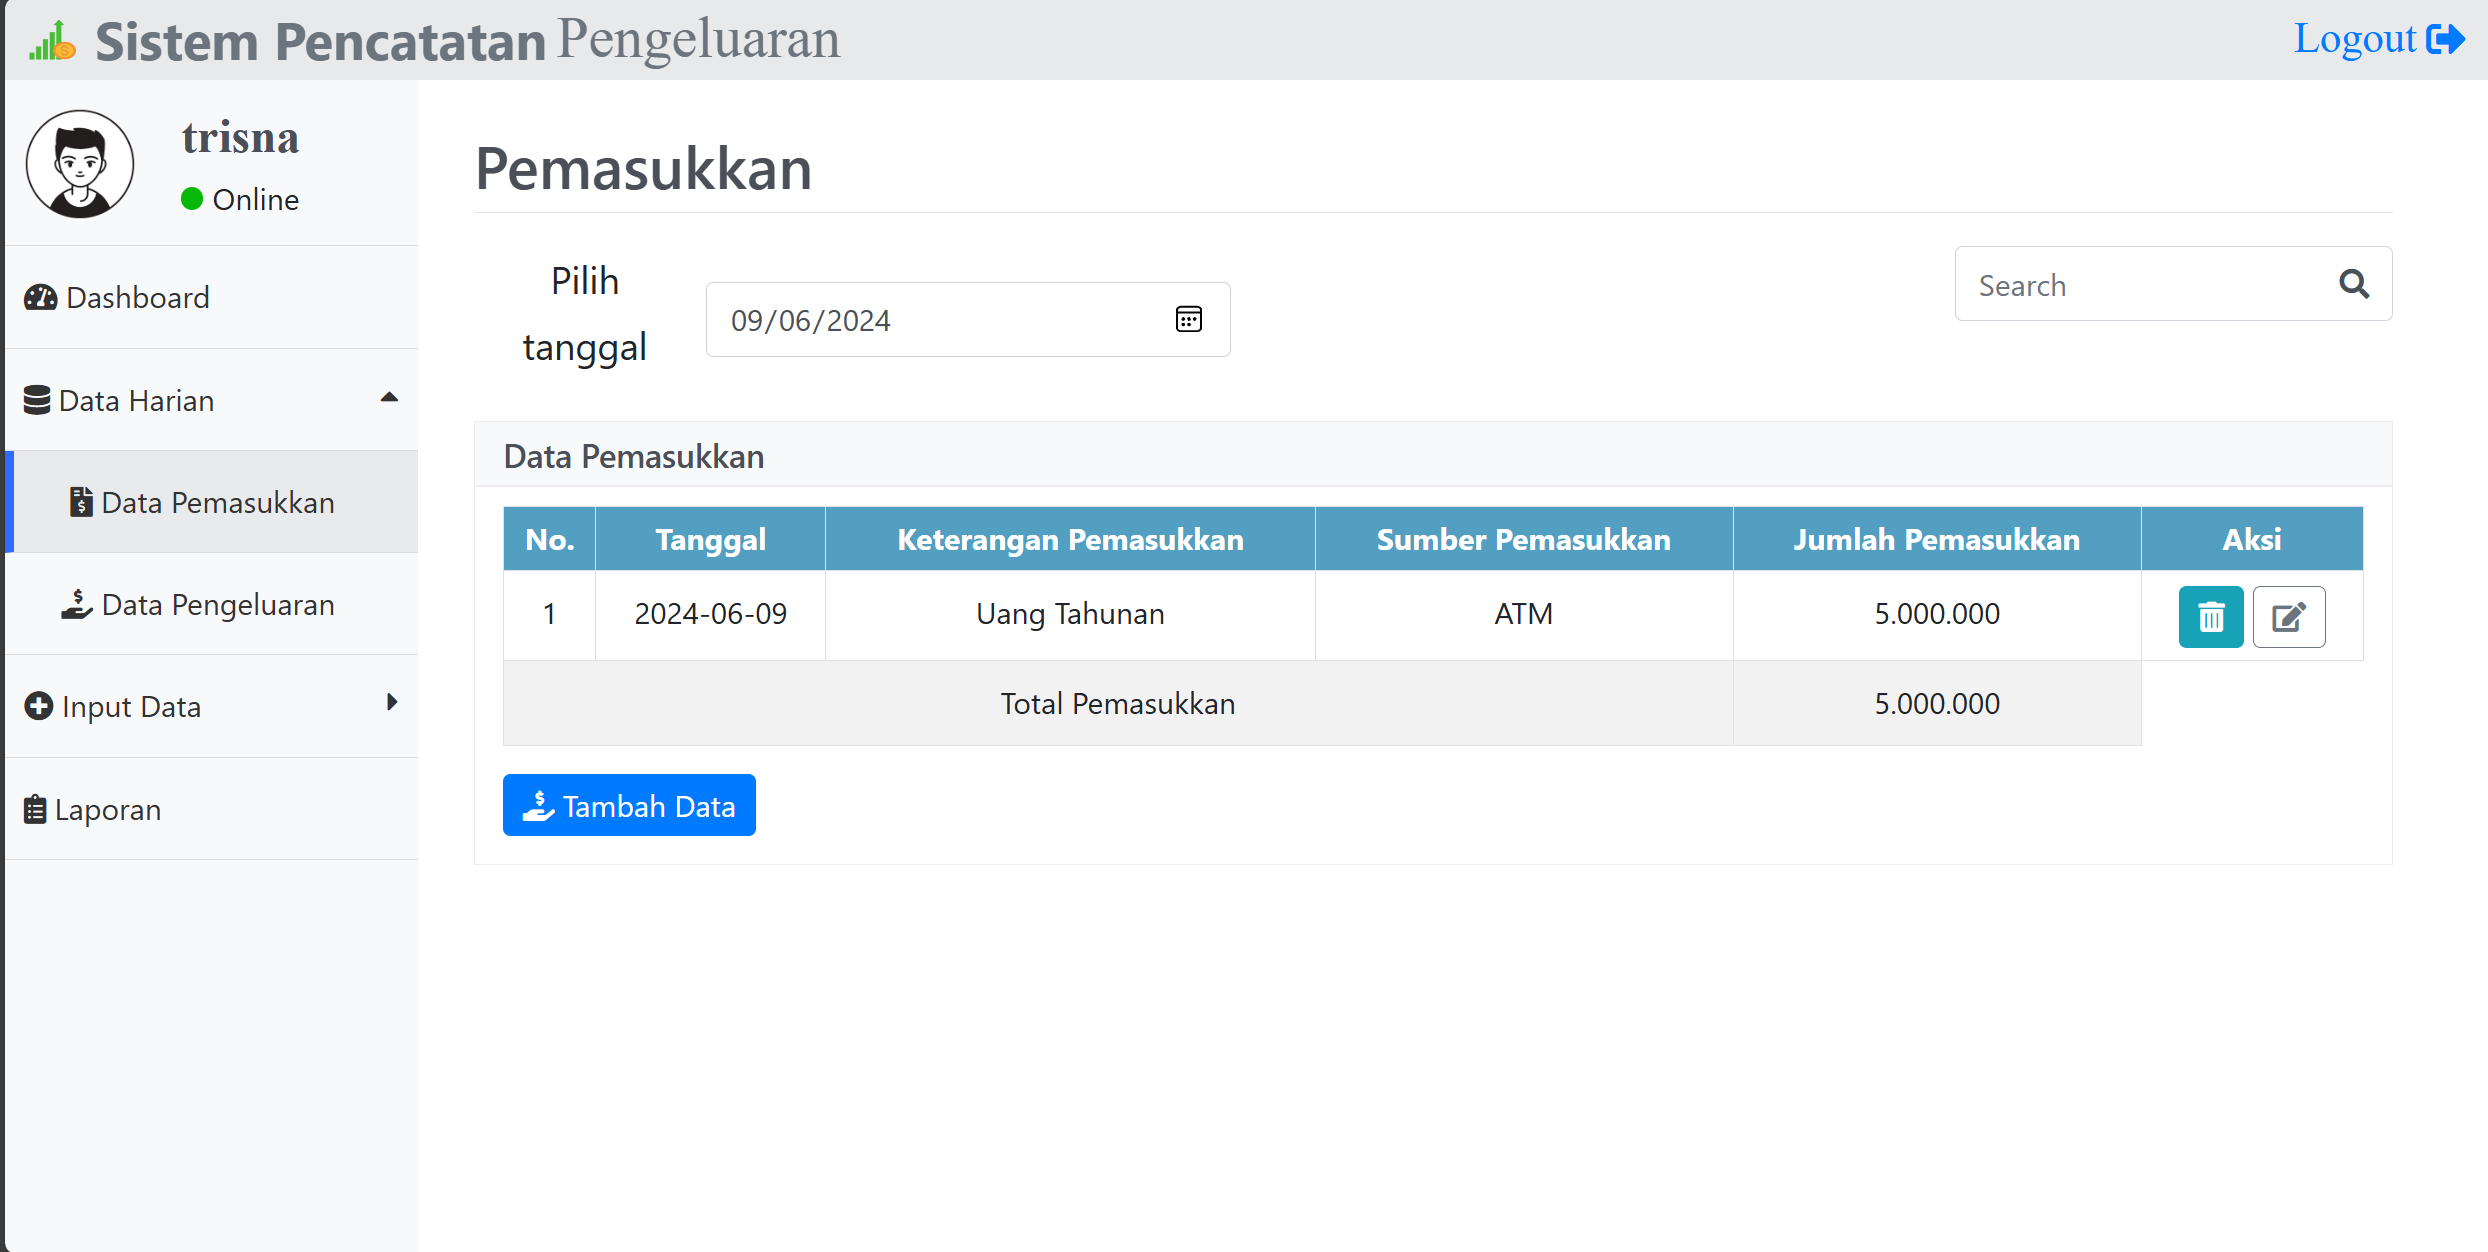 Sistem Pencatatan Pengeluaran
Logout
trisna
Online
Dashboard
Data Harian
Data Pemasukkan
Data Pengeluaran
Input Data
Laporan
Pemasukkan
Pilih
tanggal
09/06/2024
Search
Data Pemasukkan
No. Tanggal Keterangan Pemasukkan Sumber Pemasukkan Jumlah Pemasukkan Aksi
1 2024-06-09 Uang Tahunan ATM 5.000.000
Total Pemasukkan 5.000.000
Tambah Data